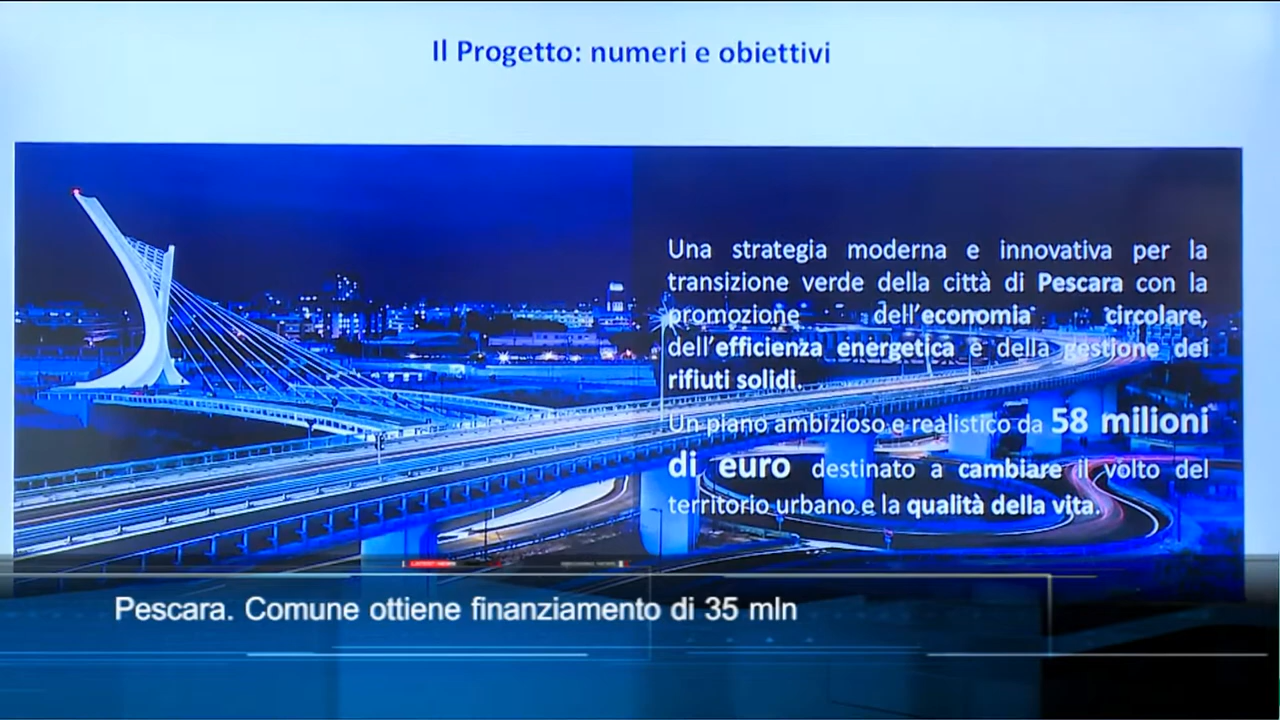 Il Progetto: numeri e obiettivi
Una strategia moderna e innovativa per la
transizione verde della città di Pescara con la
promozione dell'economia circolare,
dell'efficienza energetica e della gestione dei
rifiuti solidi.
Un piano ambizioso e realistico da 58 milioni
di euro destinato a cambiare il volto del
territorio urbano e la qualità della vita.
LATEST NEWS
Pescara. Comune ottiene finanziamento di 35 mln